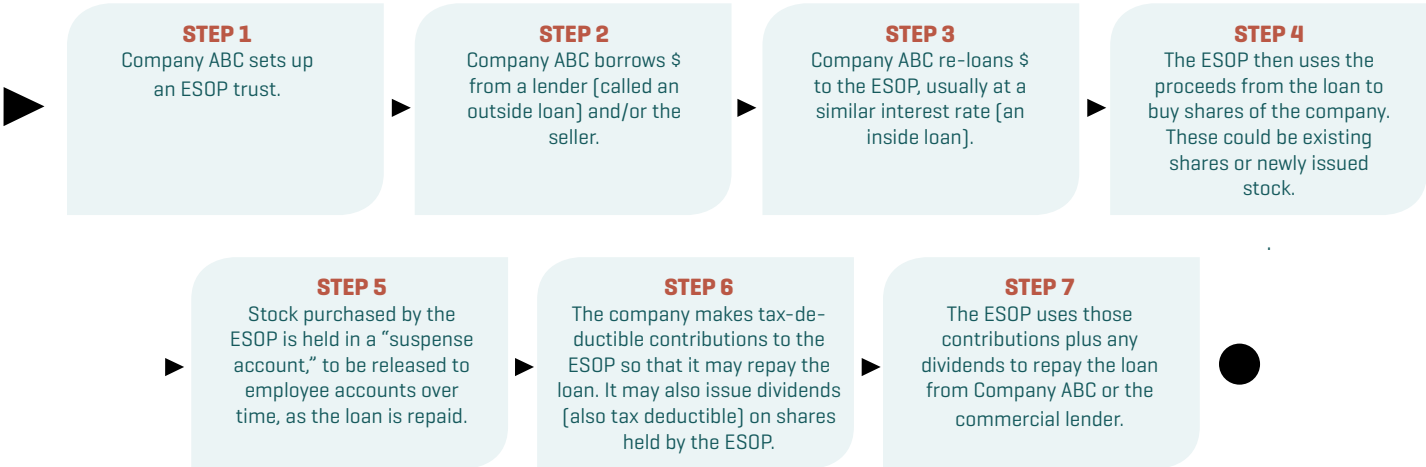 STEP 1
Company ABC sets up
an ESOP trust.
STEP 2
Company ABC borrows $
from a lender (called an
outside loan) and/or the
seller.
STEP 3
Company ABC re-loans $
to the ESOP, usually at a
similar interest rate (an
inside loan).
STEP 4
The ESOP then uses the
proceeds from the loan to
buy shares of the company.
These could be existing
shares or newly issued
stock.
.
STEP 5
Stock purchased by the
ESOP is held in a “suspense
account,” to be released to
employee accounts over
time, as the loan is repaid.
STEP 6
The company makes tax-de-
ductible contributions to the
ESOP so that it may repay the
loan. It may also issue dividends
(also tax deductible) on shares
held by the ESOP.
STEP 7
The ESOP uses those
contributions plus any
dividends to repay the loan
from Company ABC or the
commercial lender.